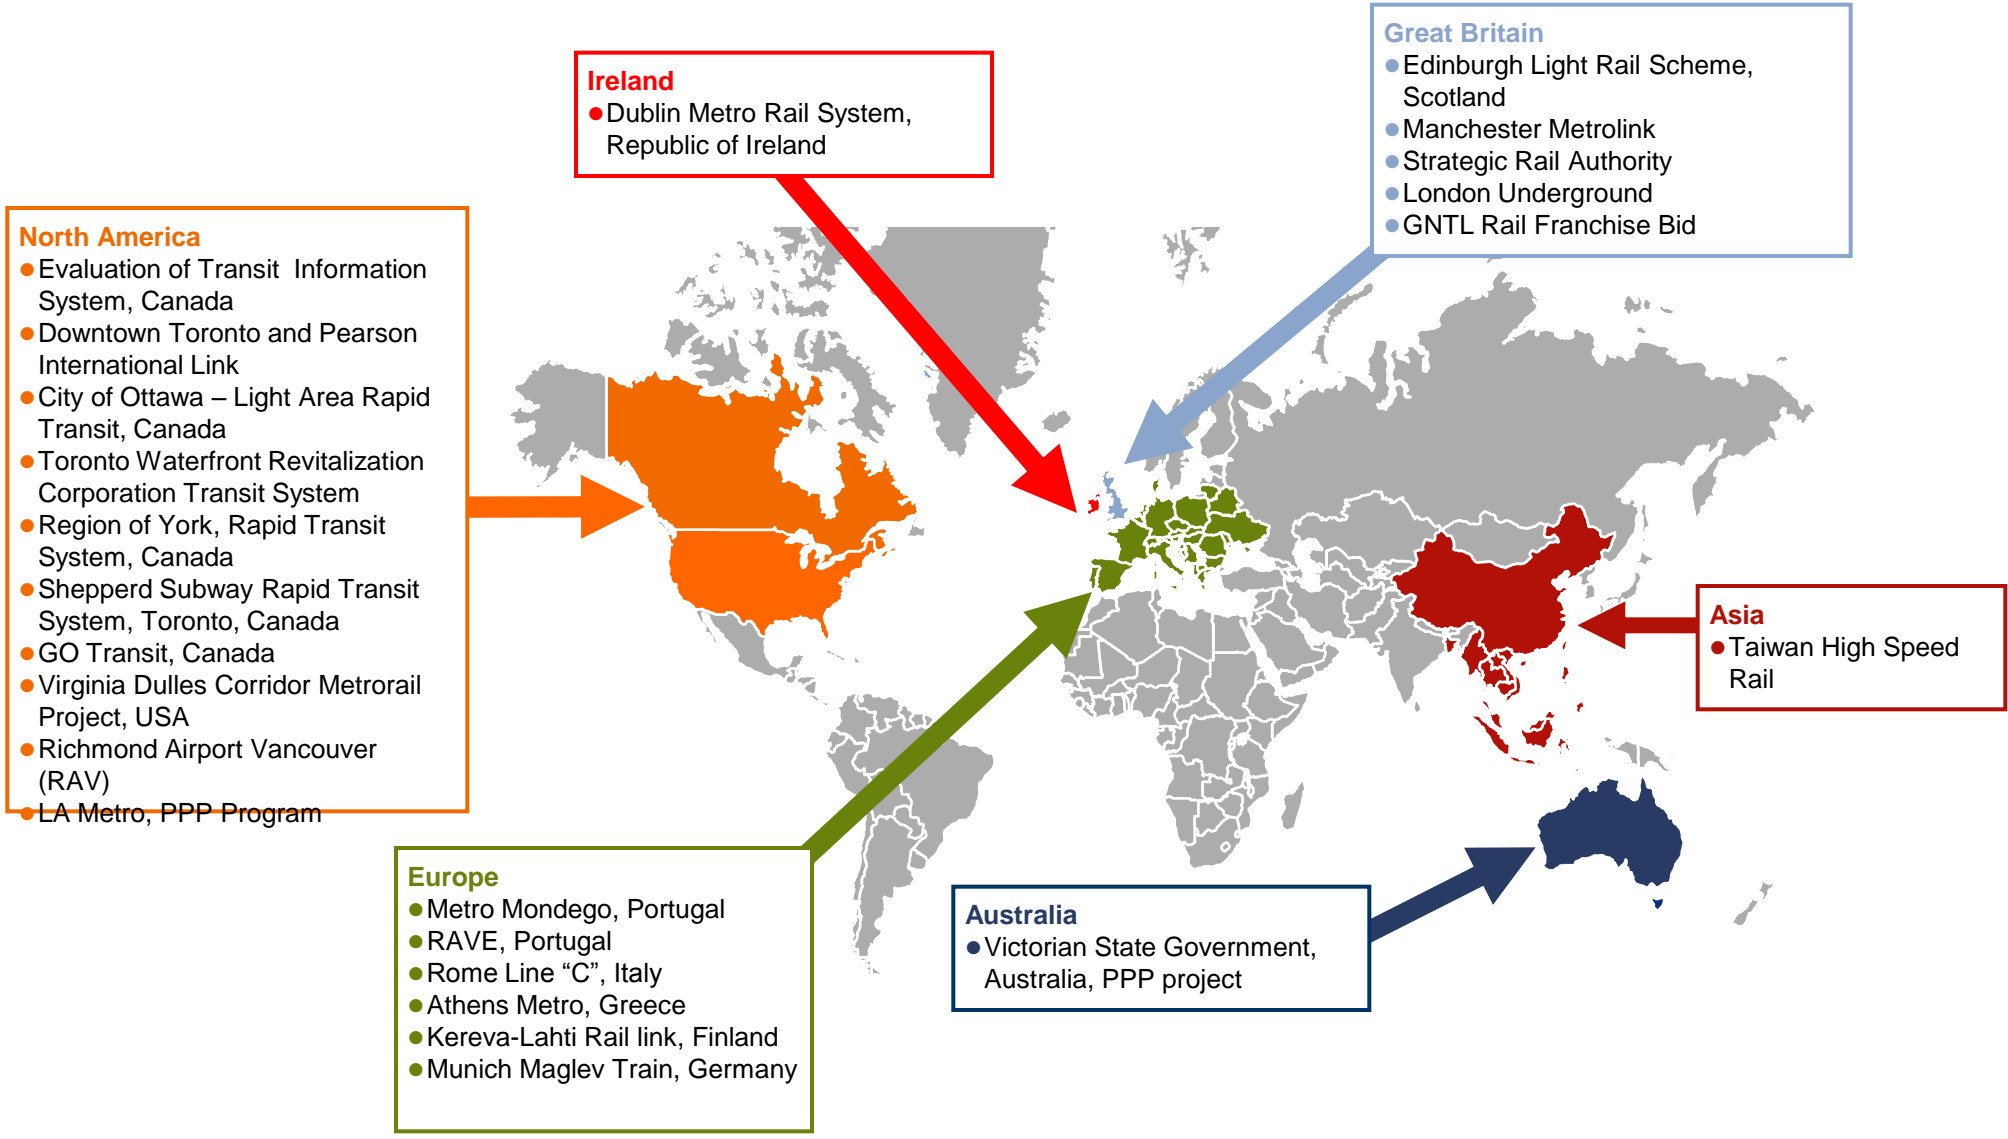 Great Britain
● Edinburgh Light Rail Scheme,
Scotland
● Manchester Metrolink
● Strategic Rail Authority
● London Underground
● GNTL Rail Franchise Bid
Ireland
● Dublin Metro Rail System,
Republic of Ireland
North America
● Evaluation of Transit  Information
System, Canada
● Downtown Toronto and Pearson
International Link
● City of Ottawa – Light Area Rapid
Transit, Canada
● Toronto Waterfront Revitalization
Corporation Transit System
● Region of York, Rapid Transit
System, Canada
● Shepperd Subway Rapid Transit
System, Toronto, Canada
● GO Transit, Canada
● Virginia Dulles Corridor Metrorail
Project, USA
● Richmond Airport Vancouver
(RAV)
● LA Metro, PPP Program
Asia
● Taiwan High Speed
Rail
Europe
● Metro Mondego, Portugal
● RAVE, Portugal
● Rome Line “C”, Italy
● Athens Metro, Greece
● Kereva-Lahti Rail link, Finland
● Munich Maglev Train, Germany
Australia
● Victorian State Government,
Australia, PPP project